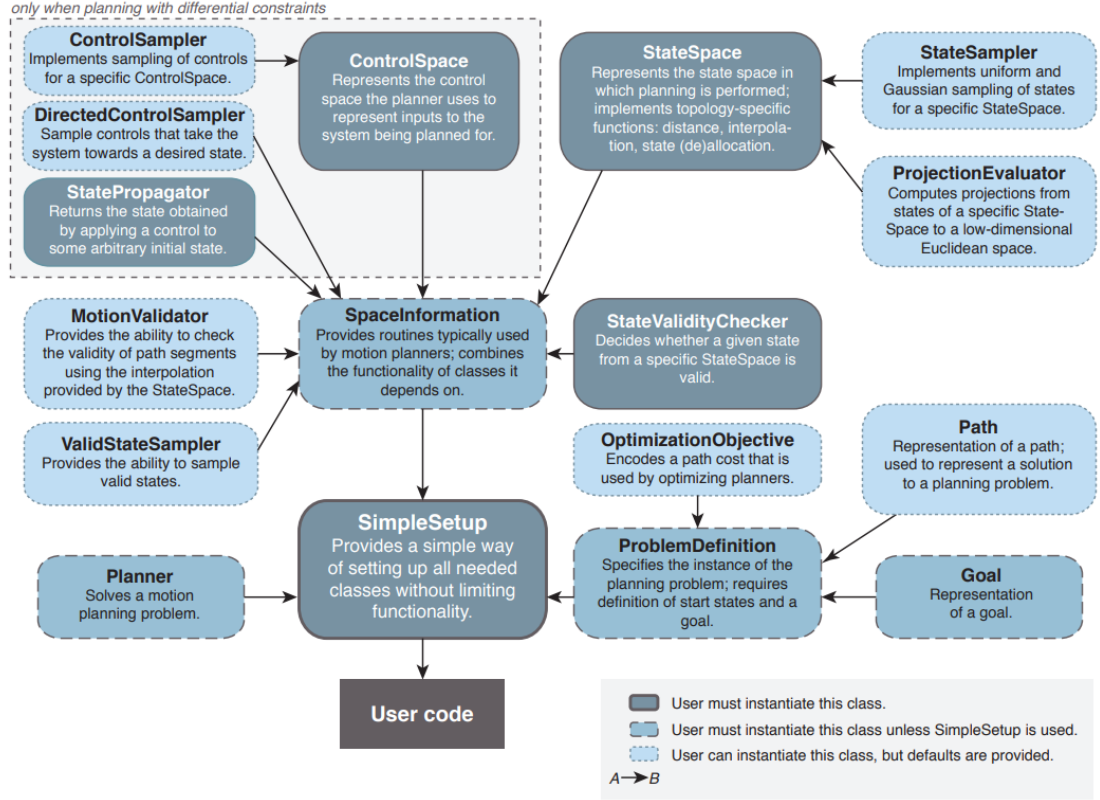 only when planning with differential constraints
ControlSampler
Implements sampling of controls
for a specific ControlSpace.
DirectedControlSampler
Sample controls that take the
system towards a desired state.
StatePropagator
Returns the state obtained
by applying a control to
some arbitrary initial state.
ControlSpace
Represents the control
space the planner uses to
represent inputs to the
system being planned for.
StateSpace
Represents the state space in
which planning is performed;
implements topology-specific
functions: distance, interpola-
tion, state (de)allocation.
StateSampler
Implements uniform and
Gaussian sampling of states
for a specific StateSpace.
ProjectionEvaluator
Computes projections from
states of a specific State-
Space to a low-dimensional
Euclidean space.
MotionValidator
Provides the ability to check
the validity of path segments
using the interpolation
provided by the StateSpace.
SpaceInformation
Provides routines typically used
by motion planners; combines
the functionality of classes it
depends on.
StateValidityChecker
Decides whether a given state
from a specific StateSpace is
valid.
ValidStateSampler
Provides the ability to sample
valid states.
OptimizationObjective
Encodes a path cost that is
used by optimizing planners.
Path
Representation of a path;
used to represent a solution
to a planning problem.
Planner
Solves a motion
planning problem.
SimpleSetup
Provides a simple way
of setting up all needed
classes without limiting
functionality.
ProblemDefinition
Specifies the instance of the
planning problem; requires
definition of start states and a
goal.
Goal
Representation
of a goal.
User code
User must instantiate this class.
User must instantiate this class unless SimpleSetup is used.
User can instantiate this class, but defaults are provided.
A B